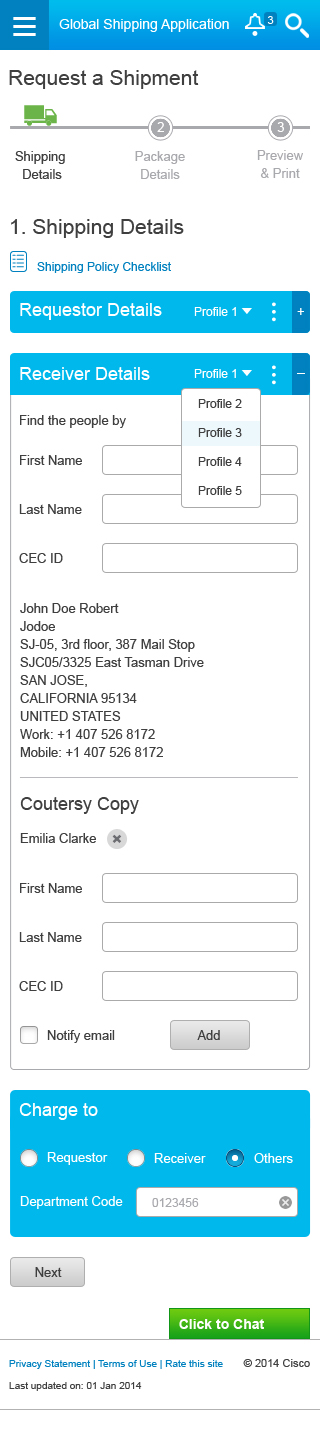 Global Shipping Application 3
Request a Shipment
2 3
Shipping Details
Package Details
Preview & Print
1. Shipping Details
Shipping Policy Checklist
Requestor Details Profile 1 +
Receiver Details Profile 1 –
Profile 2
Profile 3
Profile 4
Profile 5
Find the people by
First Name
Last Name
CEC ID
John Doe Robert
Jodoe
SJ-05, 3rd floor, 387 Mail Stop
SJC05/3325 East Tasman Drive
SAN JOSE,
CALIFORNIA 95134
UNITED STATES
Work: +1 407 526 8172
Mobile: +1 407 526 8172
Coutersy Copy
Emilia Clarke
First Name
Last Name
CEC ID
Notify email Add
Charge to
Requestor Receiver Others
Department Code 0123456
Next
Click to Chat
Privacy Statement | Terms of Use | Rate this site © 2014 Cisco
Last updated on: 01 Jan 2014